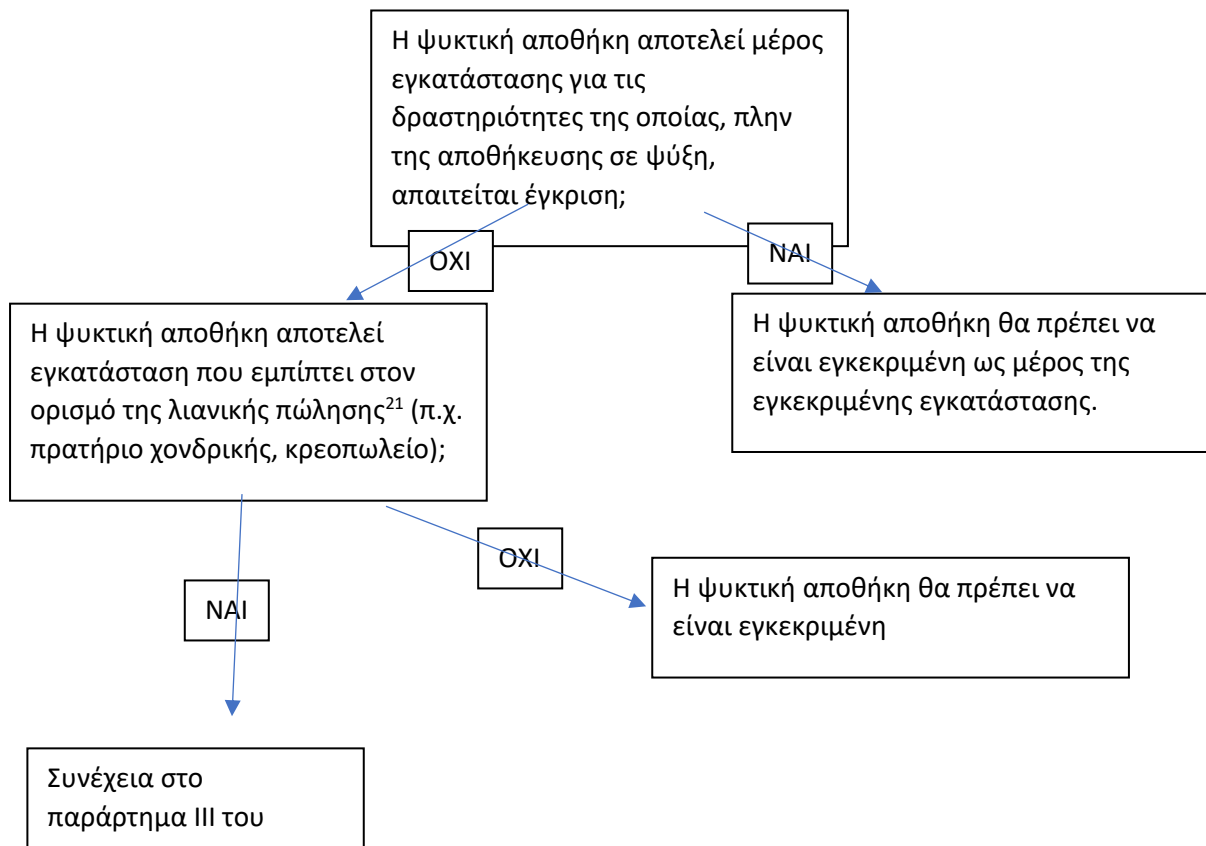 Η ψυκτική αποθήκη αποτελεί μέρος
εγκατάστασης για τις
δραστηριότητες της οποίας, πλην
της αποθήκευσης σε ψύξη,
απαιτείται έγκριση;
ΟΧΙ
ΝΑΙ
Η ψυκτική αποθήκη αποτελεί
εγκατάσταση που εμπίπτει στον
ορισμό της λιανικής πώλησης²¹ (π.χ.
πρατήριο χονδρικής, κρεοπωλείο);
Η ψυκτική αποθήκη θα πρέπει να
είναι εγκεκριμένη ως μέρος της
εγκεκριμένης εγκατάστασης.
ΟΧΙ
ΝΑΙ
Η ψυκτική αποθήκη θα πρέπει να
είναι εγκεκριμένη
Συνέχεια στο
παράρτημα ΙΙΙ του